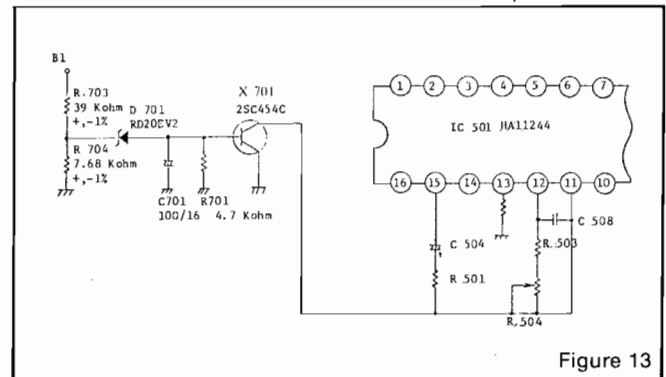 B1
R.703
39 Kohm
+,-1%
D 701
RD20EV2
R 704
7.68 Kohm
+,-1%
C701
100/16
R701
4.7 Kohm
X 701
2SC454C
1 2 3 4 5 6 7
IC 501 HA11244
16 15 14 13 12 11 10
C 504
R 501
C 508
R.503
R.504
Figure 13